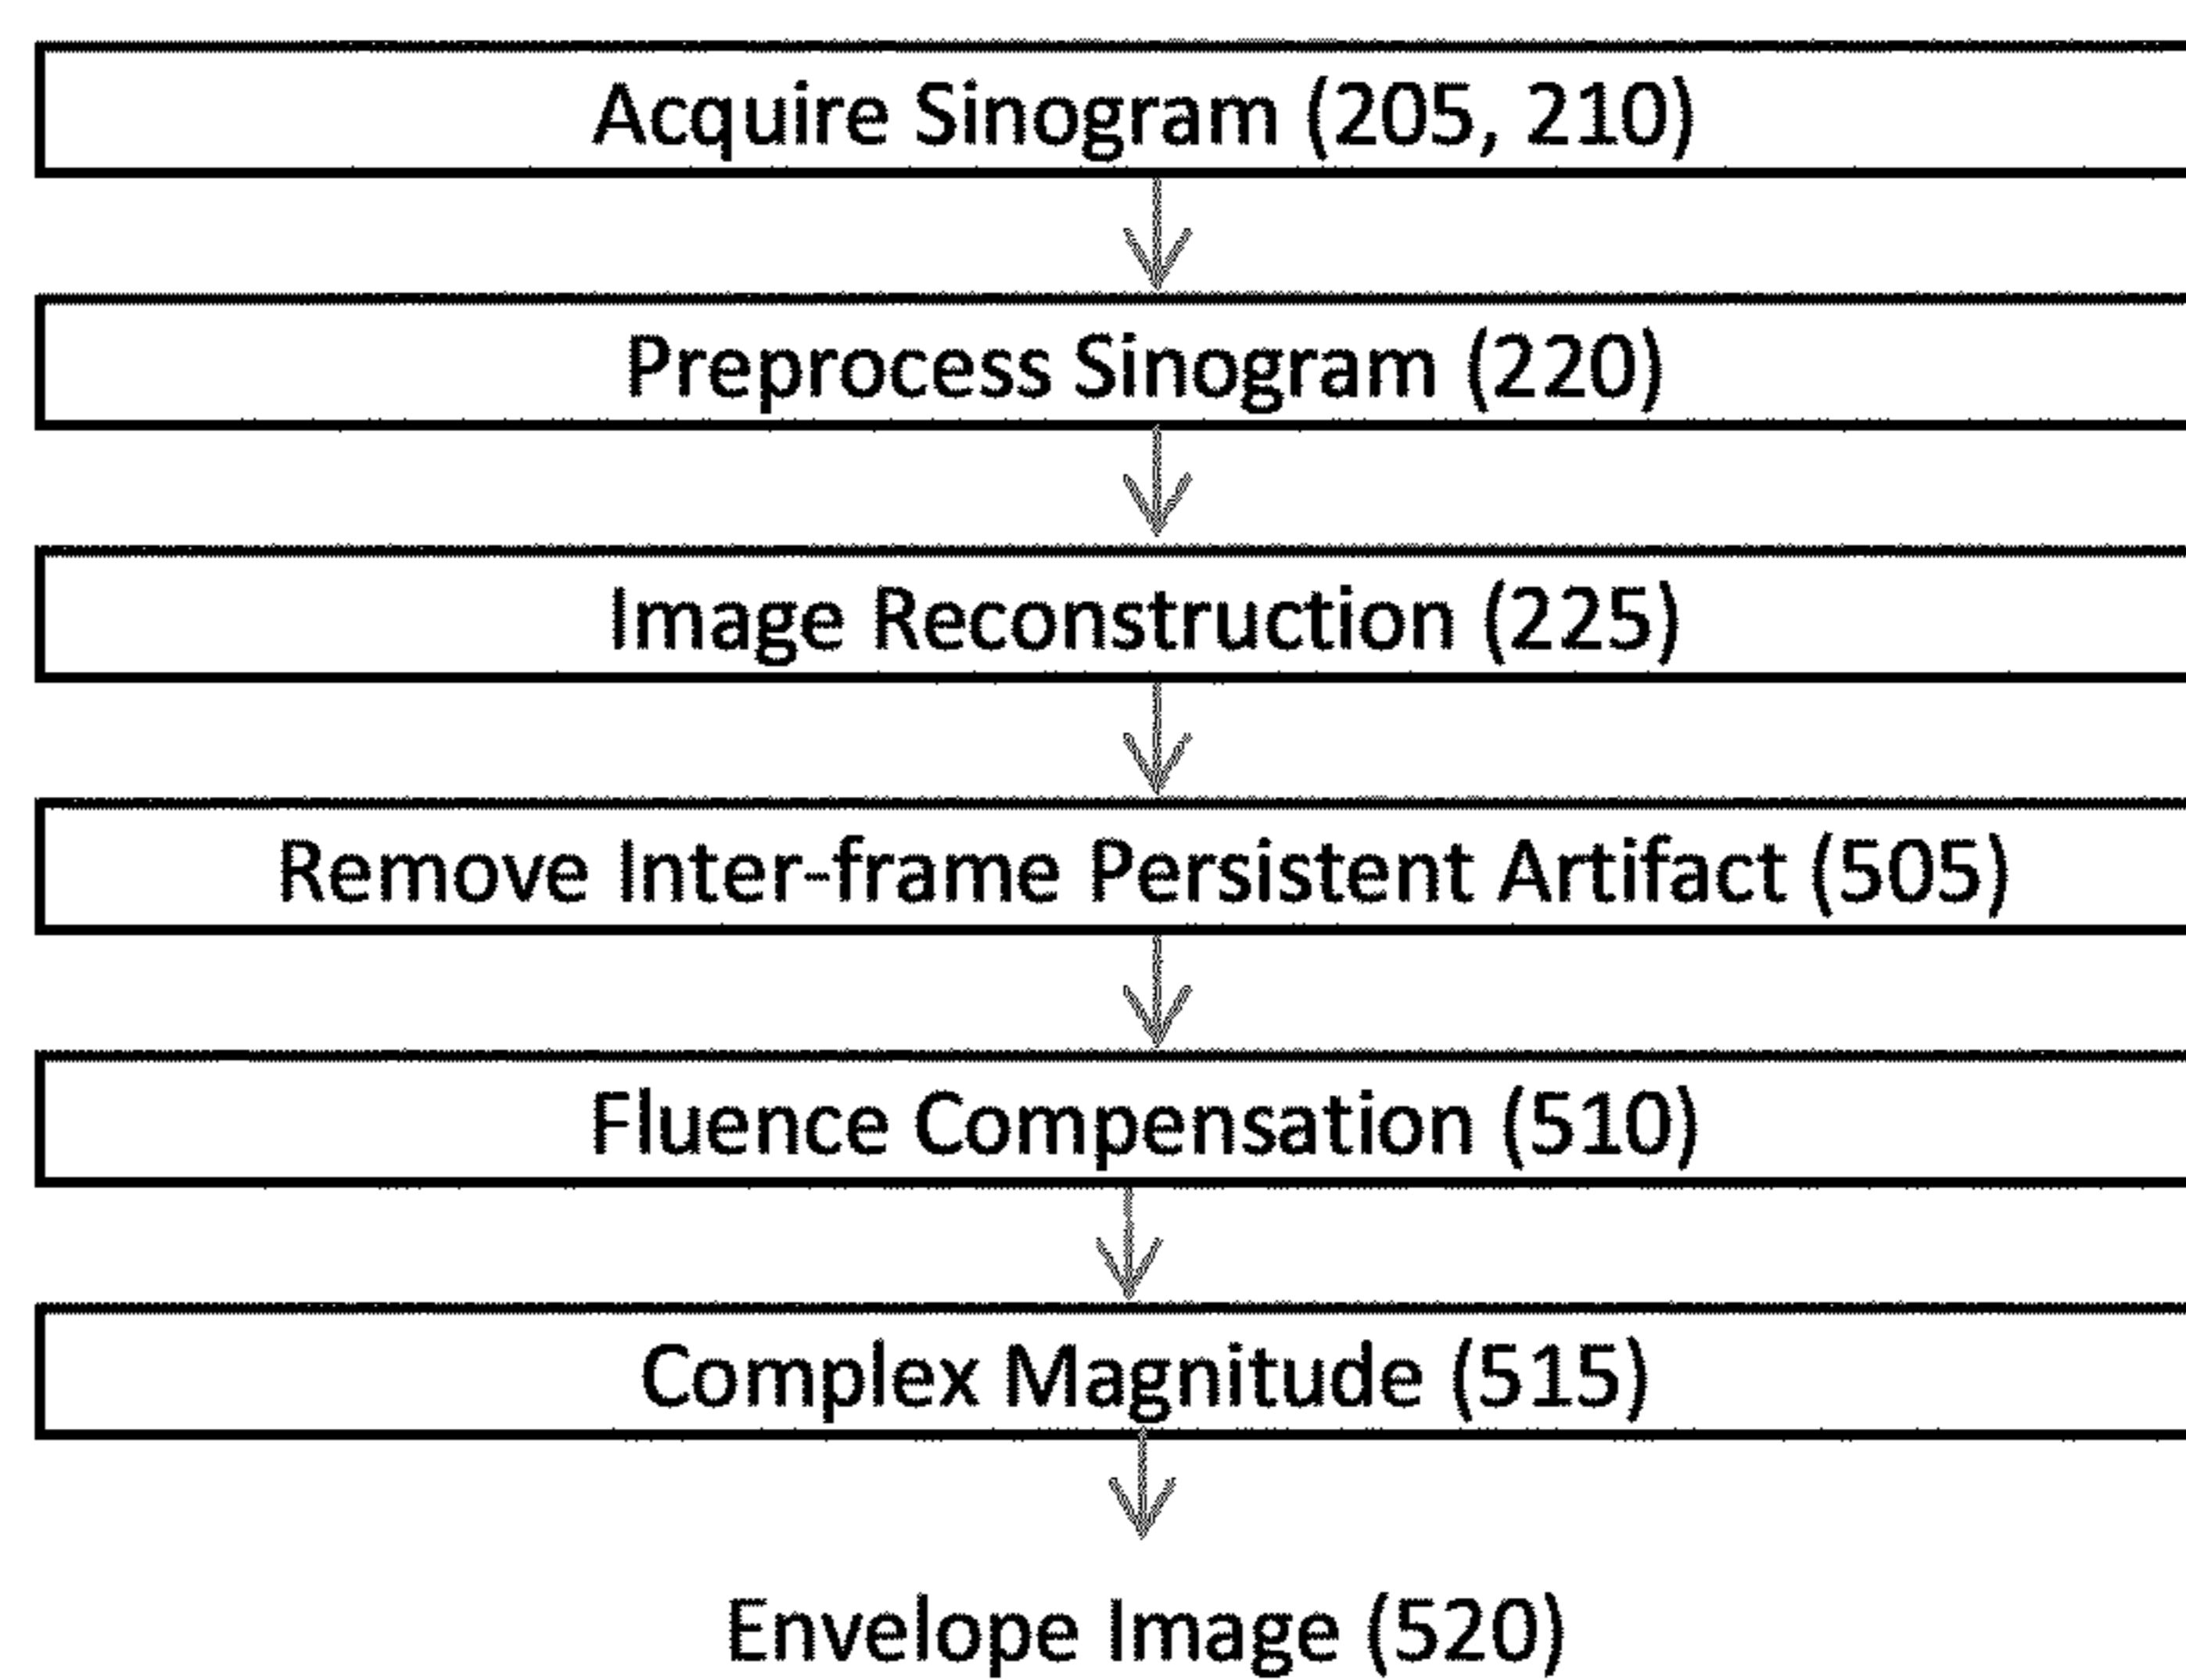 Acquire Sinogram (205, 210)
Preprocess Sinogram (220)
Image Reconstruction (225)
Remove Inter-frame Persistent Artifact (505)
Fluence Compensation (510)
Complex Magnitude (515)
Envelope Image (520)